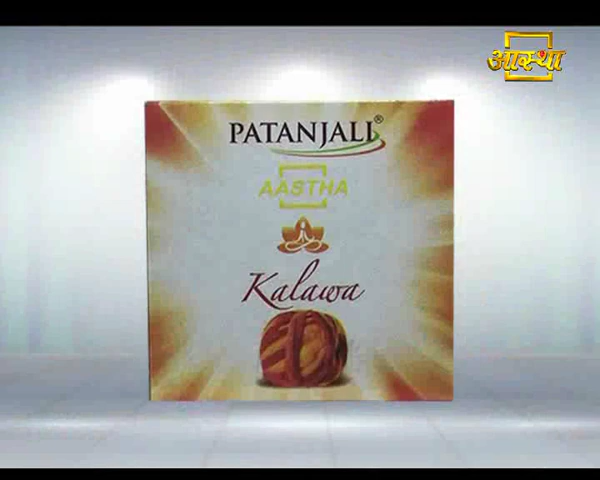 आस्था
PATANJALI®
AASTHA
Kalawa